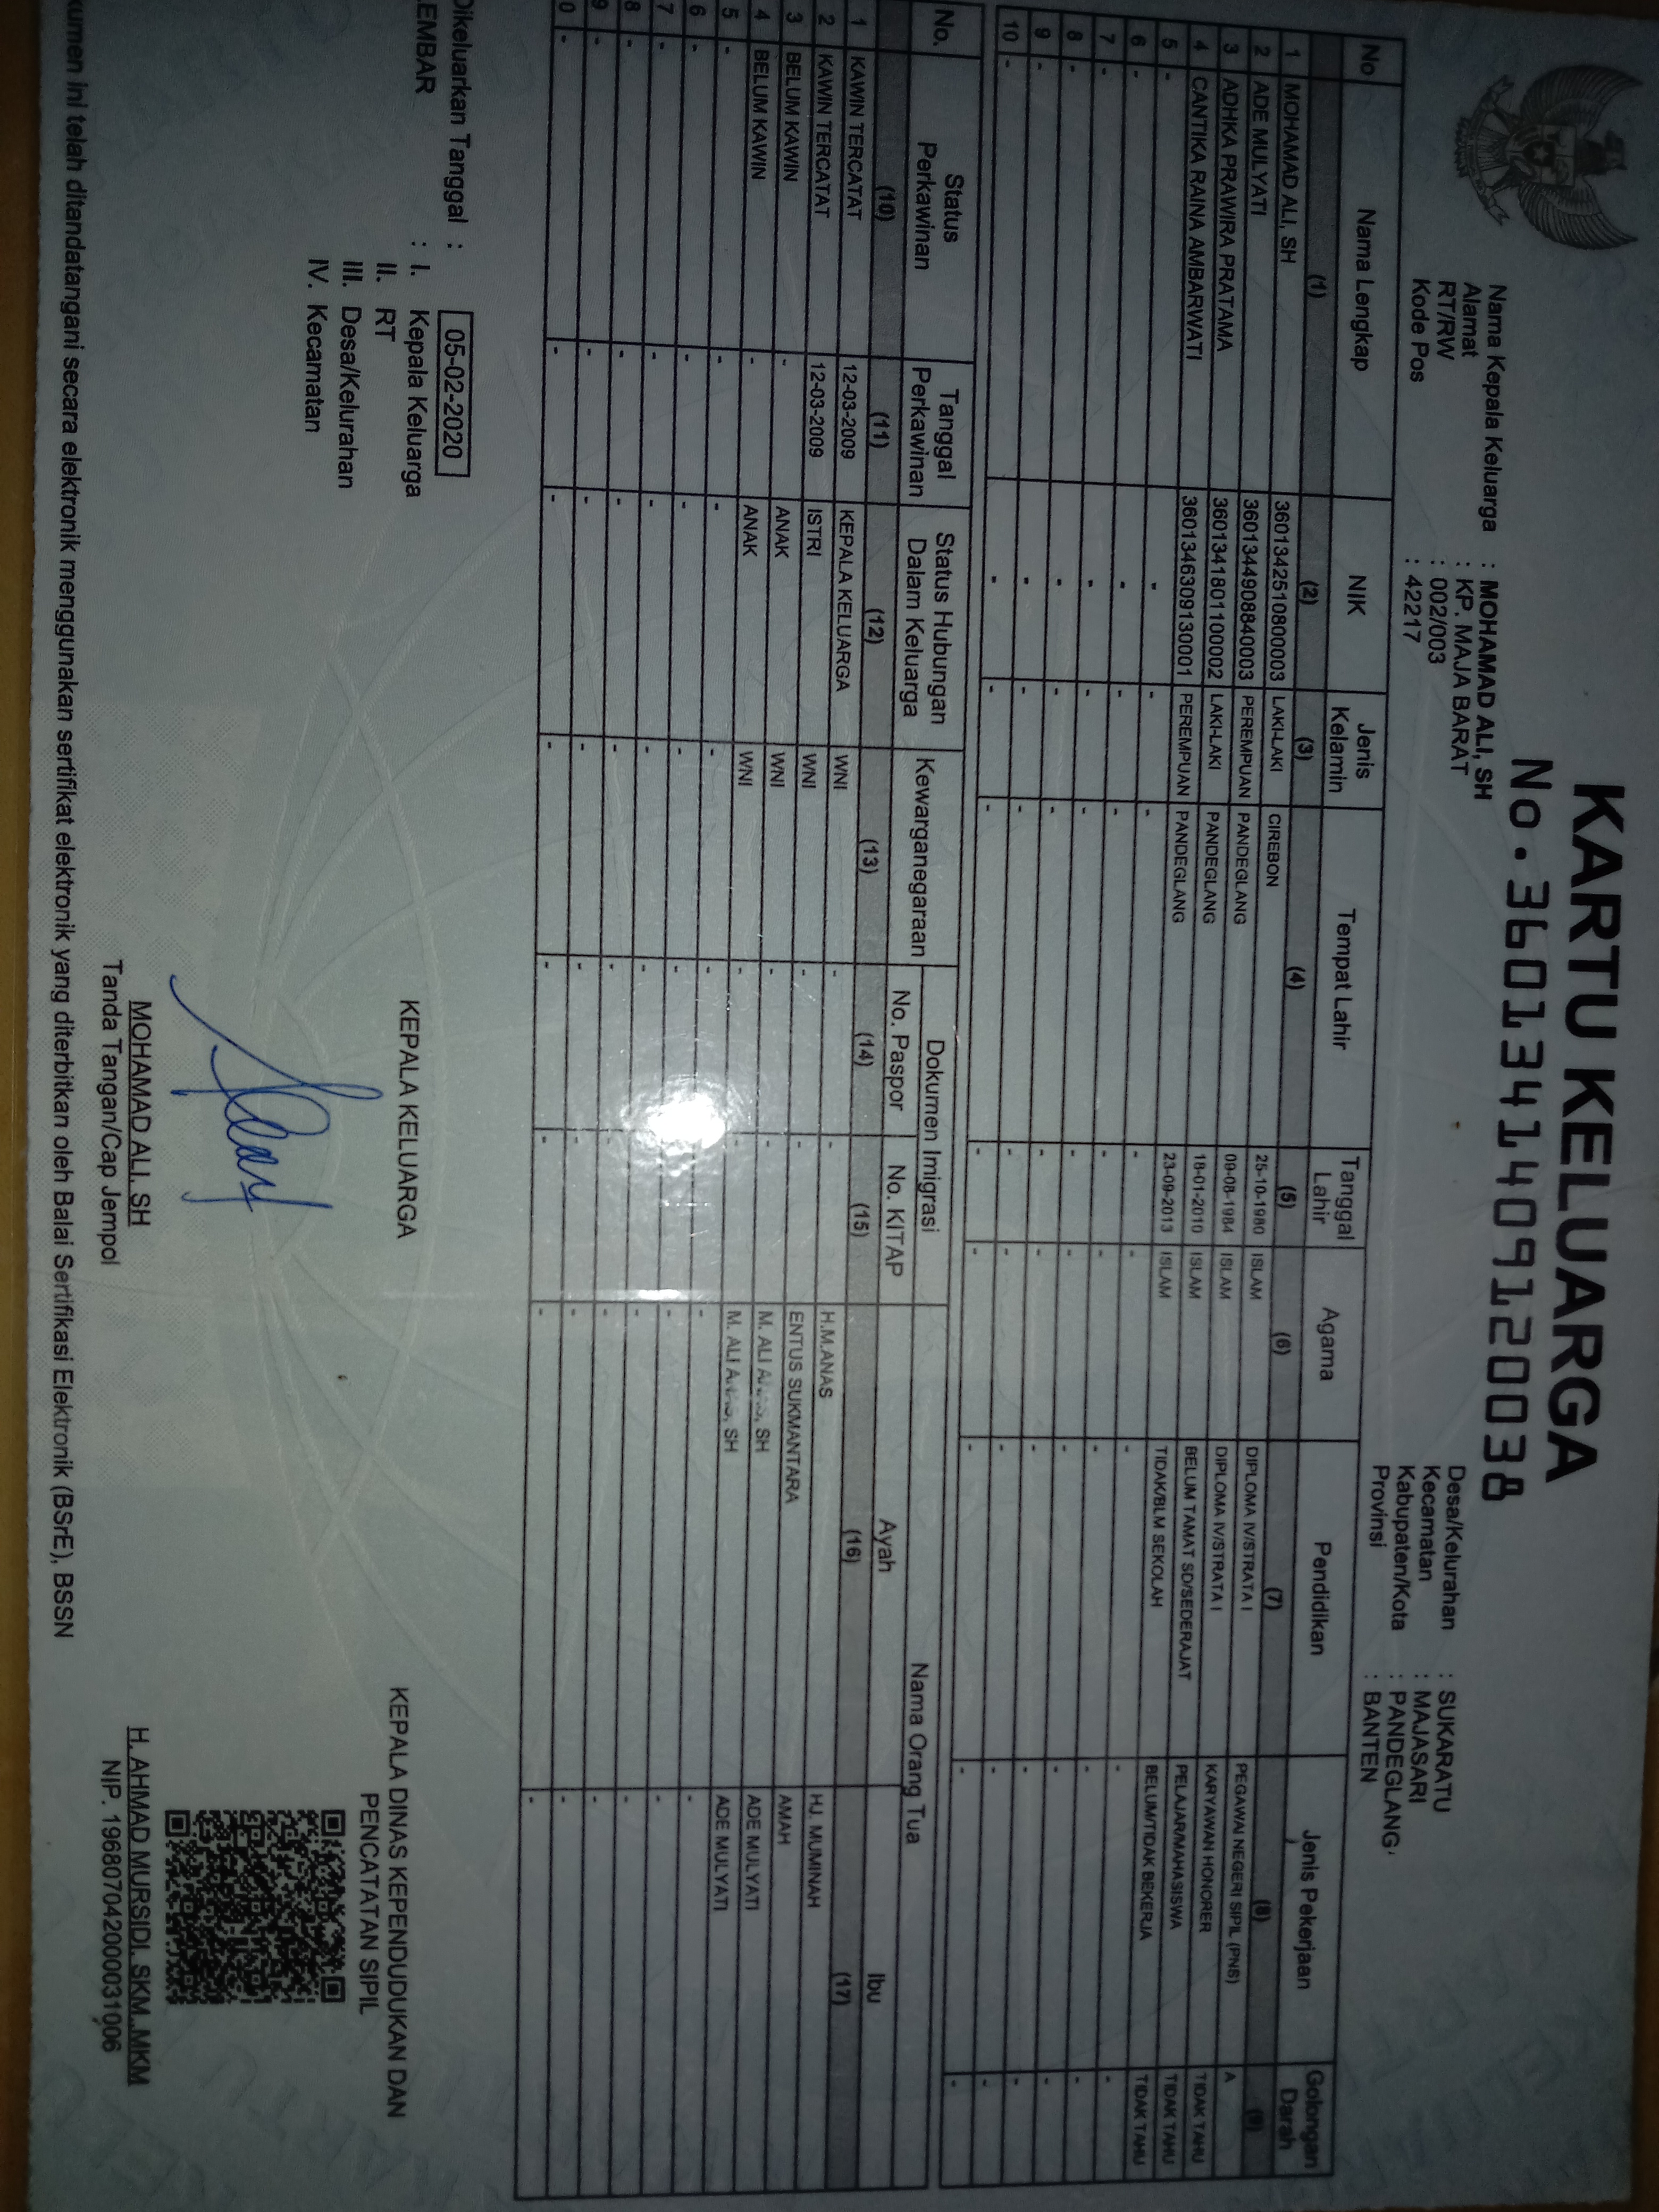 KARTU KELUARGA
No.3601341409120038
Nama Kepala Keluarga : MOHAMAD ALI, SH
Alamat : KP. MAJA BARAT
RT/RW : 002/003
Kode Pos : 42217
Desa/Kelurahan : SUKARATU
Kecamatan : MAJASARI
Kabupaten/Kota : PANDEGLANG
Provinsi : BANTEN
No Nama Lengkap NIK Jenis Kelamin Tempat Lahir Tanggal Lahir Agama Pendidikan Jenis Pekerjaan Golongan Darah
(1) (2) (3) (4) (5) (6) (7) (8) (9)
1 MOHAMAD ALI, SH 3601342510800003 LAKI-LAKI CIREBON 25-10-1980 ISLAM DIPLOMA IV/STRATA I PEGAWAI NEGERI SIPIL (PNS) A
2 ADE MULYATI 3601344908840003 PEREMPUAN PANDEGLANG 09-08-1984 ISLAM DIPLOMA IV/STRATA I KARYAWAN HONORER TIDAK TAHU
3 ADHKA PRAWIRA PRATAMA 3601341801100002 LAKI-LAKI PANDEGLANG 18-01-2010 ISLAM BELUM TAMAT SD/SEDERAJAT PELAJAR/MAHASISWA TIDAK TAHU
4 CANTIKA RAINA AMBARWATI 3601346309130001 PEREMPUAN PANDEGLANG 23-09-2013 ISLAM TIDAK/BLM SEKOLAH BELUM/TIDAK BEKERJA TIDAK TAHU
5 - - - - - - - - -
6 - - - - - - - - -
7 - - - - - - - - -
8 - - - - - - - - -
9 - - - - - - - - -
10 - - - - - - - - -
No. Status Perkawinan Tanggal Perkawinan Status Hubungan Dalam Keluarga Kewarganegaraan Dokumen Imigrasi Nama Orang Tua
No. Paspor No. KITAP Ayah Ibu
(10) (11) (12) (13) (14) (15) (16) (17)
1 KAWIN TERCATAT 12-03-2009 KEPALA KELUARGA WNI - - H.M.ANAS HJ. MUMINAH
2 KAWIN TERCATAT 12-03-2009 ISTRI WNI - - ENTUS SUKMANTARA AMAH
3 BELUM KAWIN - ANAK WNI - - M. ALI SH ADE MULYATI
4 BELUM KAWIN - ANAK WNI - - M. ALI SH ADE MULYATI
5 - - - - - - - -
6 - - - - - - - -
7 - - - - - - - -
8 - - - - - - - -
9 - - - - - - - -
0 - - - - - - - -
Dikeluarkan Tanggal : 05-02-2020
LEMBAR : I. Kepala Keluarga
II. RT
III. Desa/Kelurahan
IV. Kecamatan
KEPALA KELUARGA
MOHAMAD ALI, SH
Tanda Tangan/Cap Jempol
KEPALA DINAS KEPENDUDUKAN DAN
PENCATATAN SIPIL
H. AHMAD MURSIDI, SKM.,MKM
NIP. 196807042000031006
kumen ini telah ditandatangani secara elektronik menggunakan sertifikat elektronik yang diterbitkan oleh Balai Sertifikasi Elektronik (BSrE), BSSN